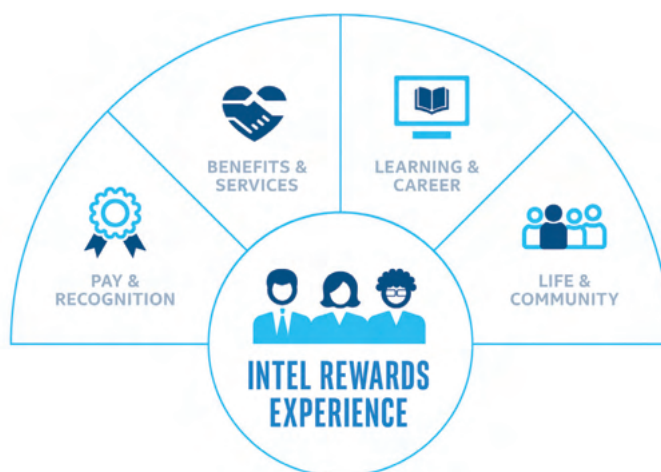 BENEFITS &
SERVICES
LEARNING &
CAREER
PAY &
RECOGNITION
LIFE &
COMMUNITY
INTEL REWARDS
EXPERIENCE